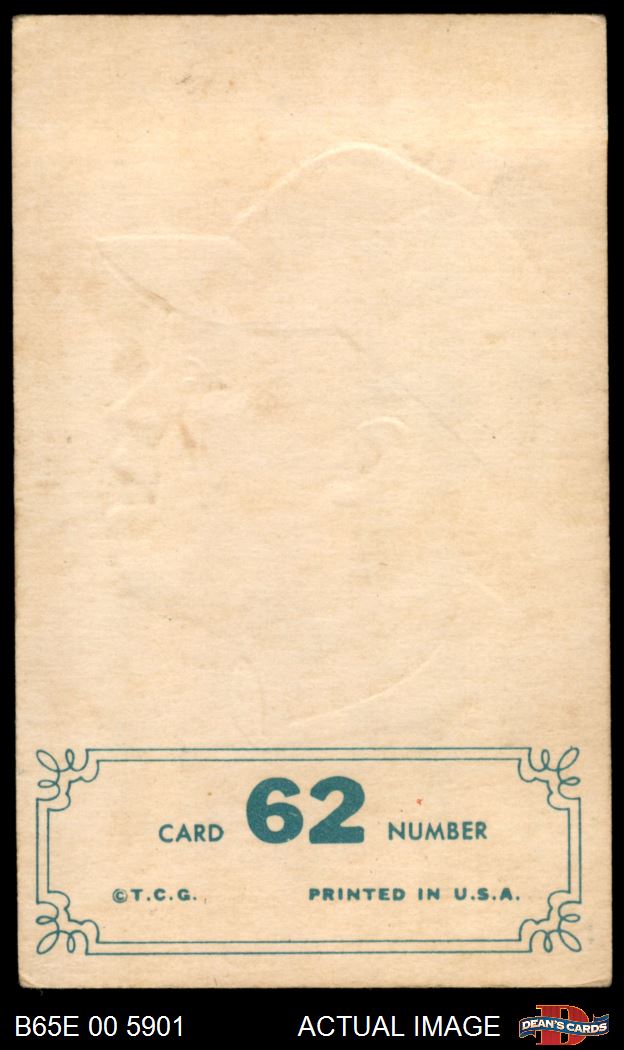 CARD 62 NUMBER
©T.C.G. PRINTED IN U.S.A.
B65E 00 5901 ACTUAL IMAGE DEAN'S CARDS